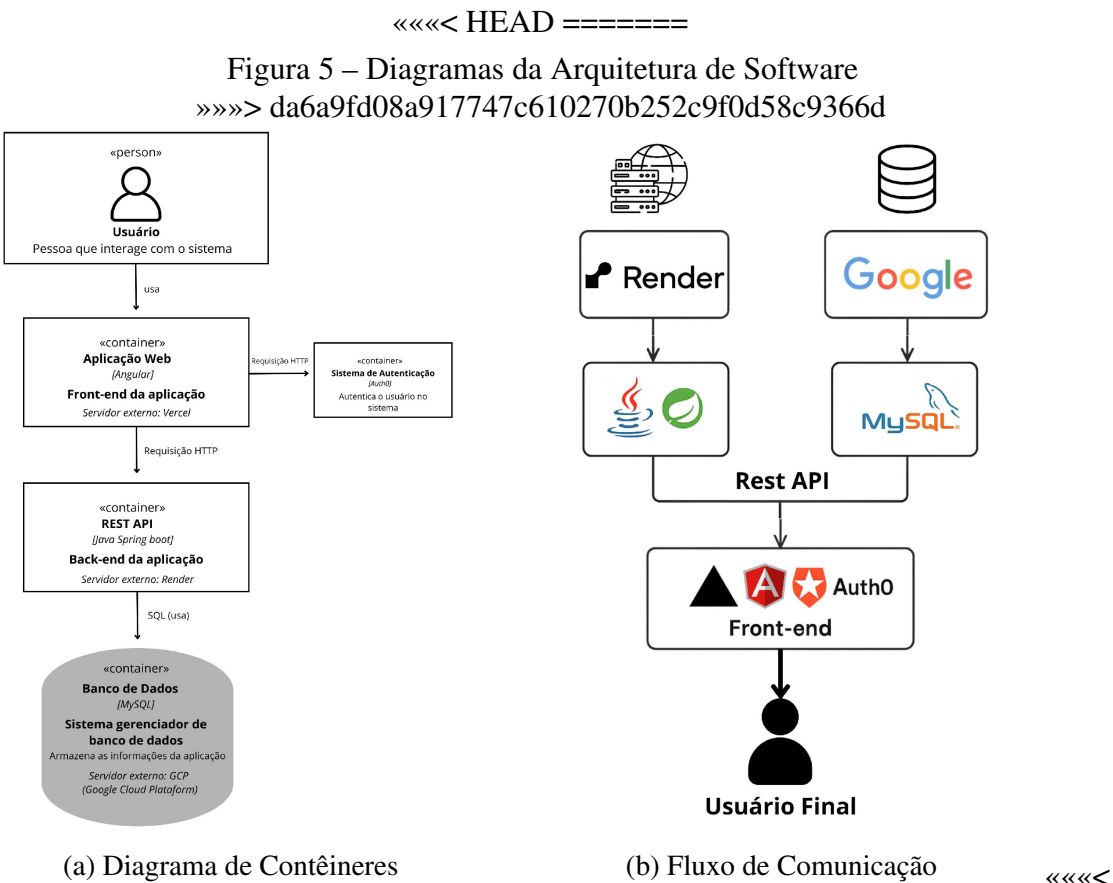 «««< HEAD =======
Figura 5 – Diagramas da Arquitetura de Software
»»»> da6a9fd08a917747c610270b252c9f0d58c9366d
«person»
Usuário
Pessoa que interage com o sistema
usa
«container»
Aplicação Web
[Angular]
Front-end da aplicação
Servidor externo: Vercel
Requisição HTTP
«container»
Sistema de Autenticação
[Auth0]
Autentica o usuário no
sistema
Requisição HTTP
«container»
REST API
[Java Spring boot]
Back-end da aplicação
Servidor externo: Render
SQL (usa)
«container»
Banco de Dados
[MySQL]
Sistema gerenciador de
banco de dados
Armazena as informações da aplicação
Servidor externo: GCP
(Google Cloud Plataform)
(a) Diagrama de Contêineres
Render
Google
MySQL
Rest API
Auth0
Front-end
Usuário Final
(b) Fluxo de Comunicação
«««<